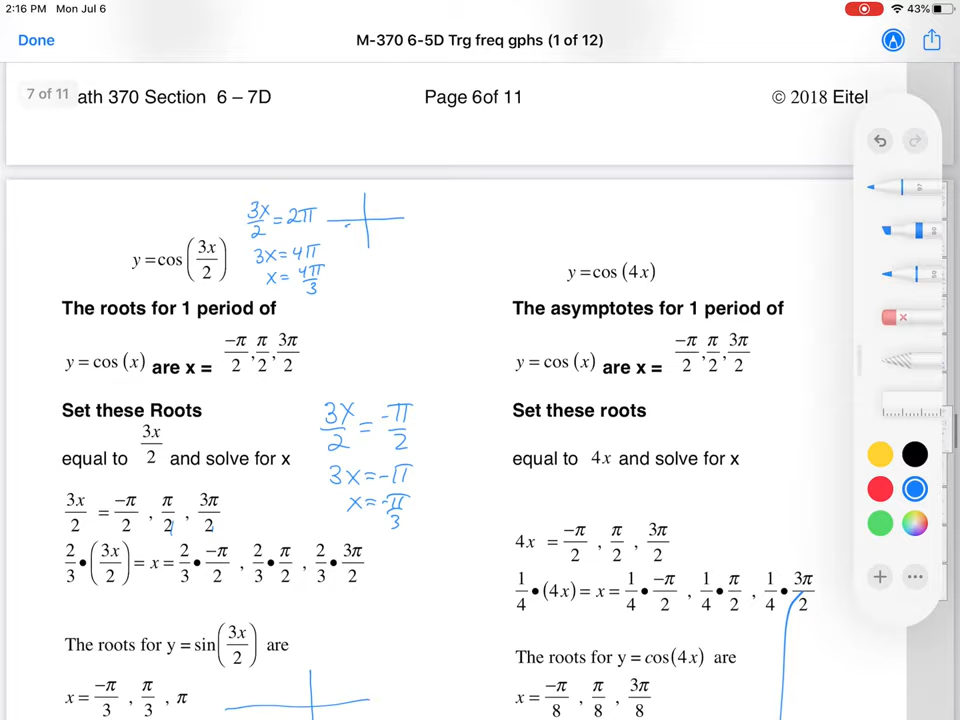 2:16 PM Mon Jul 6
43%
Done
M-370 6-5D Trg freq gphs (1 of 12)
7 of 11
ath 370 Section 6 – 7D
Page 6of 11
© 2018 Eitel
3x/2 = 2π
3x = 4π
x = 4π/3
y = cos(3x/2)
The roots for 1 period of
y = cos (x) are x = −π/2 , π/2 , 3π/2
Set these Roots
equal to 3x/2 and solve for x
3x/2 = -π/2
3x = -π
x = -π/3
3x/2 = −π/2 , π/2 , 3π/2
2/3 • (3x/2) = x = 2/3 • −π/2 , 2/3 • π/2 , 2/3 • 3π/2
The roots for y = sin(3x/2) are
x = −π/3 , π/3 , π
y = cos (4x)
The asymptotes for 1 period of
y = cos (x) are x = −π/2 , π/2 , 3π/2
Set these roots
equal to 4x and solve for x
4x = −π/2 , π/2 , 3π/2
1/4 • (4x) = x = 1/4 • −π/2 , 1/4 • π/2 , 1/4 • 3π/2
The roots for y = cos(4x) are
x = −π/8 , π/8 , 3π/8
97
80
50